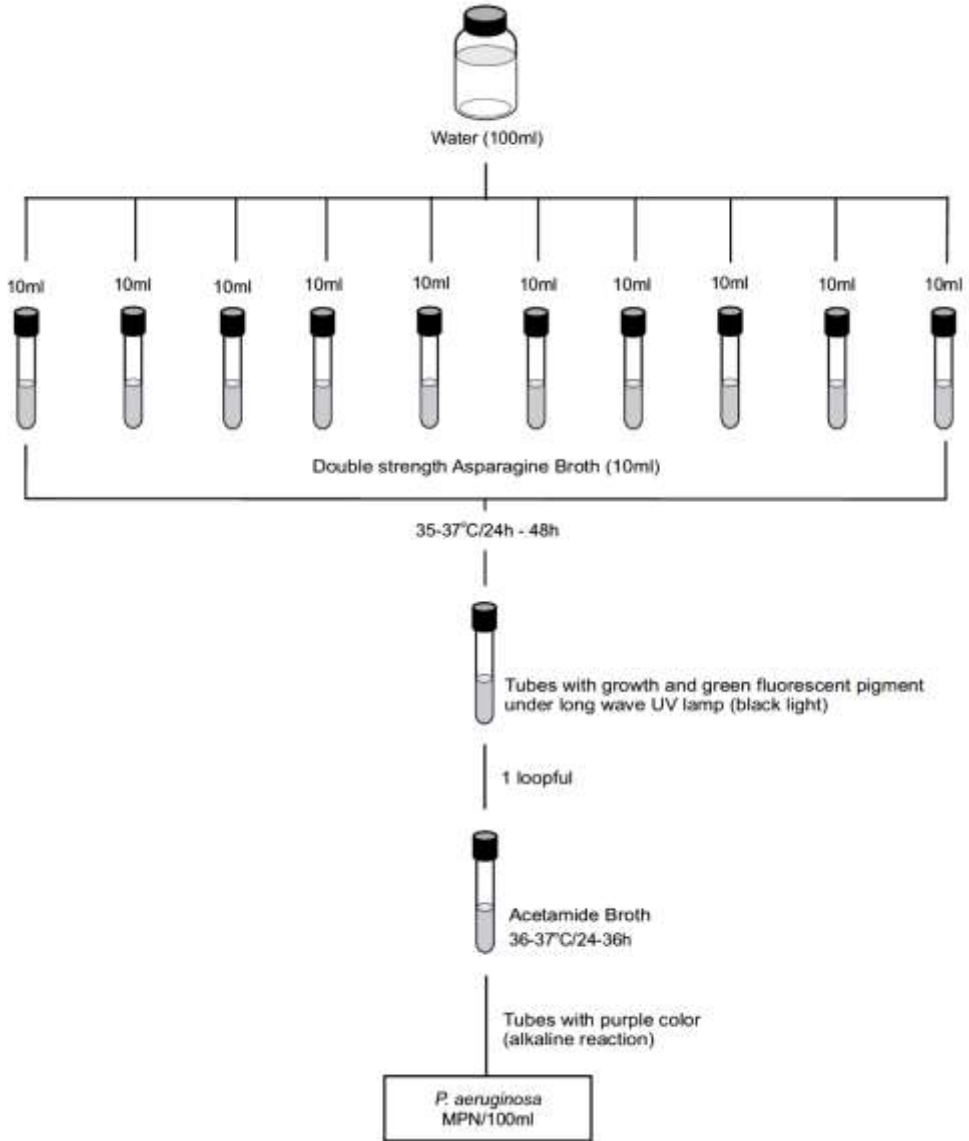 Water (100ml)
10ml 10ml 10ml 10ml 10ml 10ml 10ml 10ml 10ml 10ml
Double strength Asparagine Broth (10ml)
35-37°C/24h - 48h
Tubes with growth and green fluorescent pigment
under long wave UV lamp (black light)
1 loopful
Acetamide Broth
36-37°C/24-36h
Tubes with purple color
(alkaline reaction)
P. aeruginosa
MPN/100ml